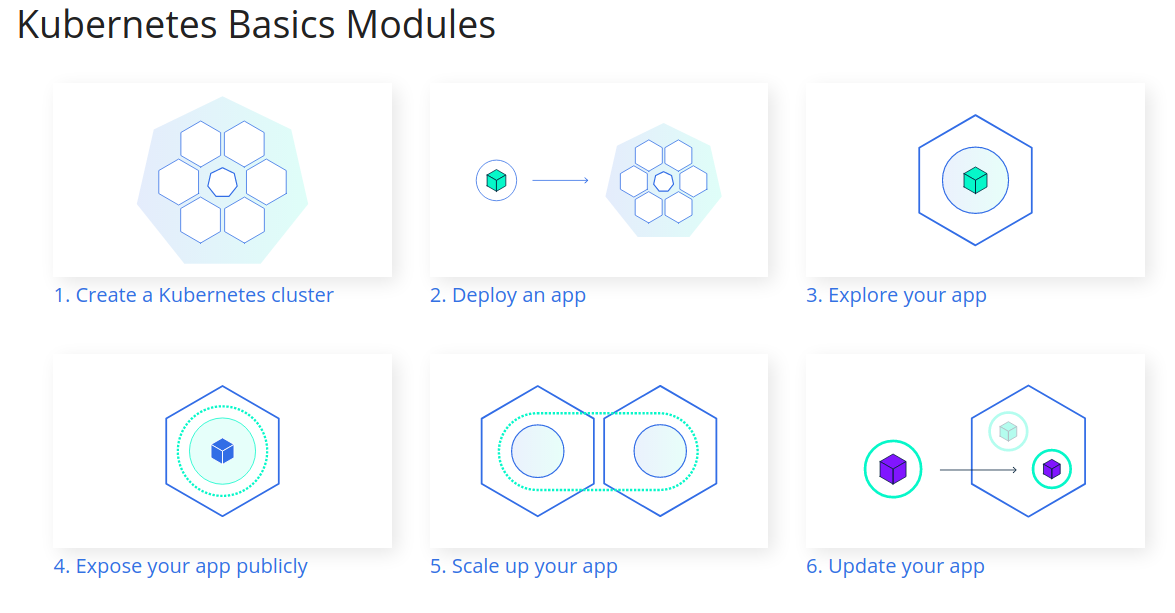 Kubernetes Basics Modules
1. Create a Kubernetes cluster
2. Deploy an app
3. Explore your app
4. Expose your app publicly
5. Scale up your app
6. Update your app